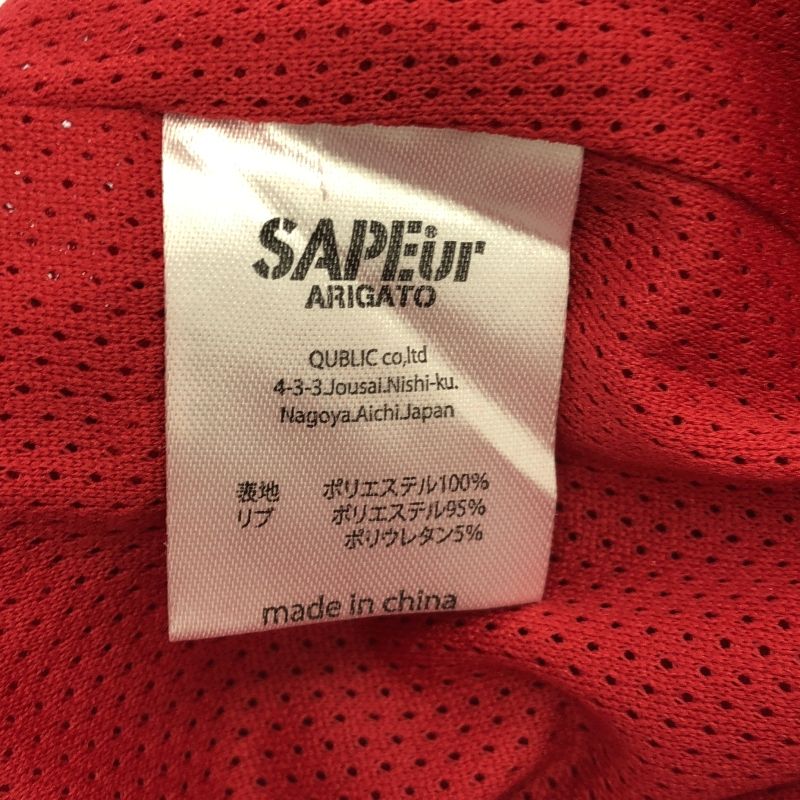 SAPEur
ARIGATO
QUBLIC co,ltd
4-3-3.Jousai.Nishi-ku.
Nagoya.Aichi.Japan
表地 ポリエステル100%
リブ ポリエステル95%
ポリウレタン5%
made in china